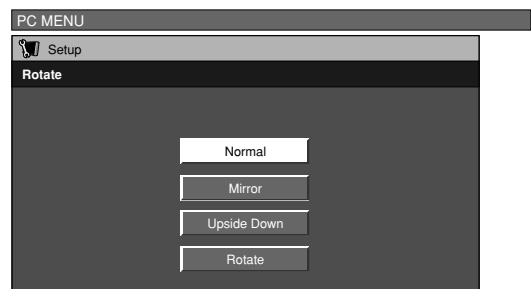 PC MENU
Setup
Rotate
Normal
Mirror
Upside Down
Rotate